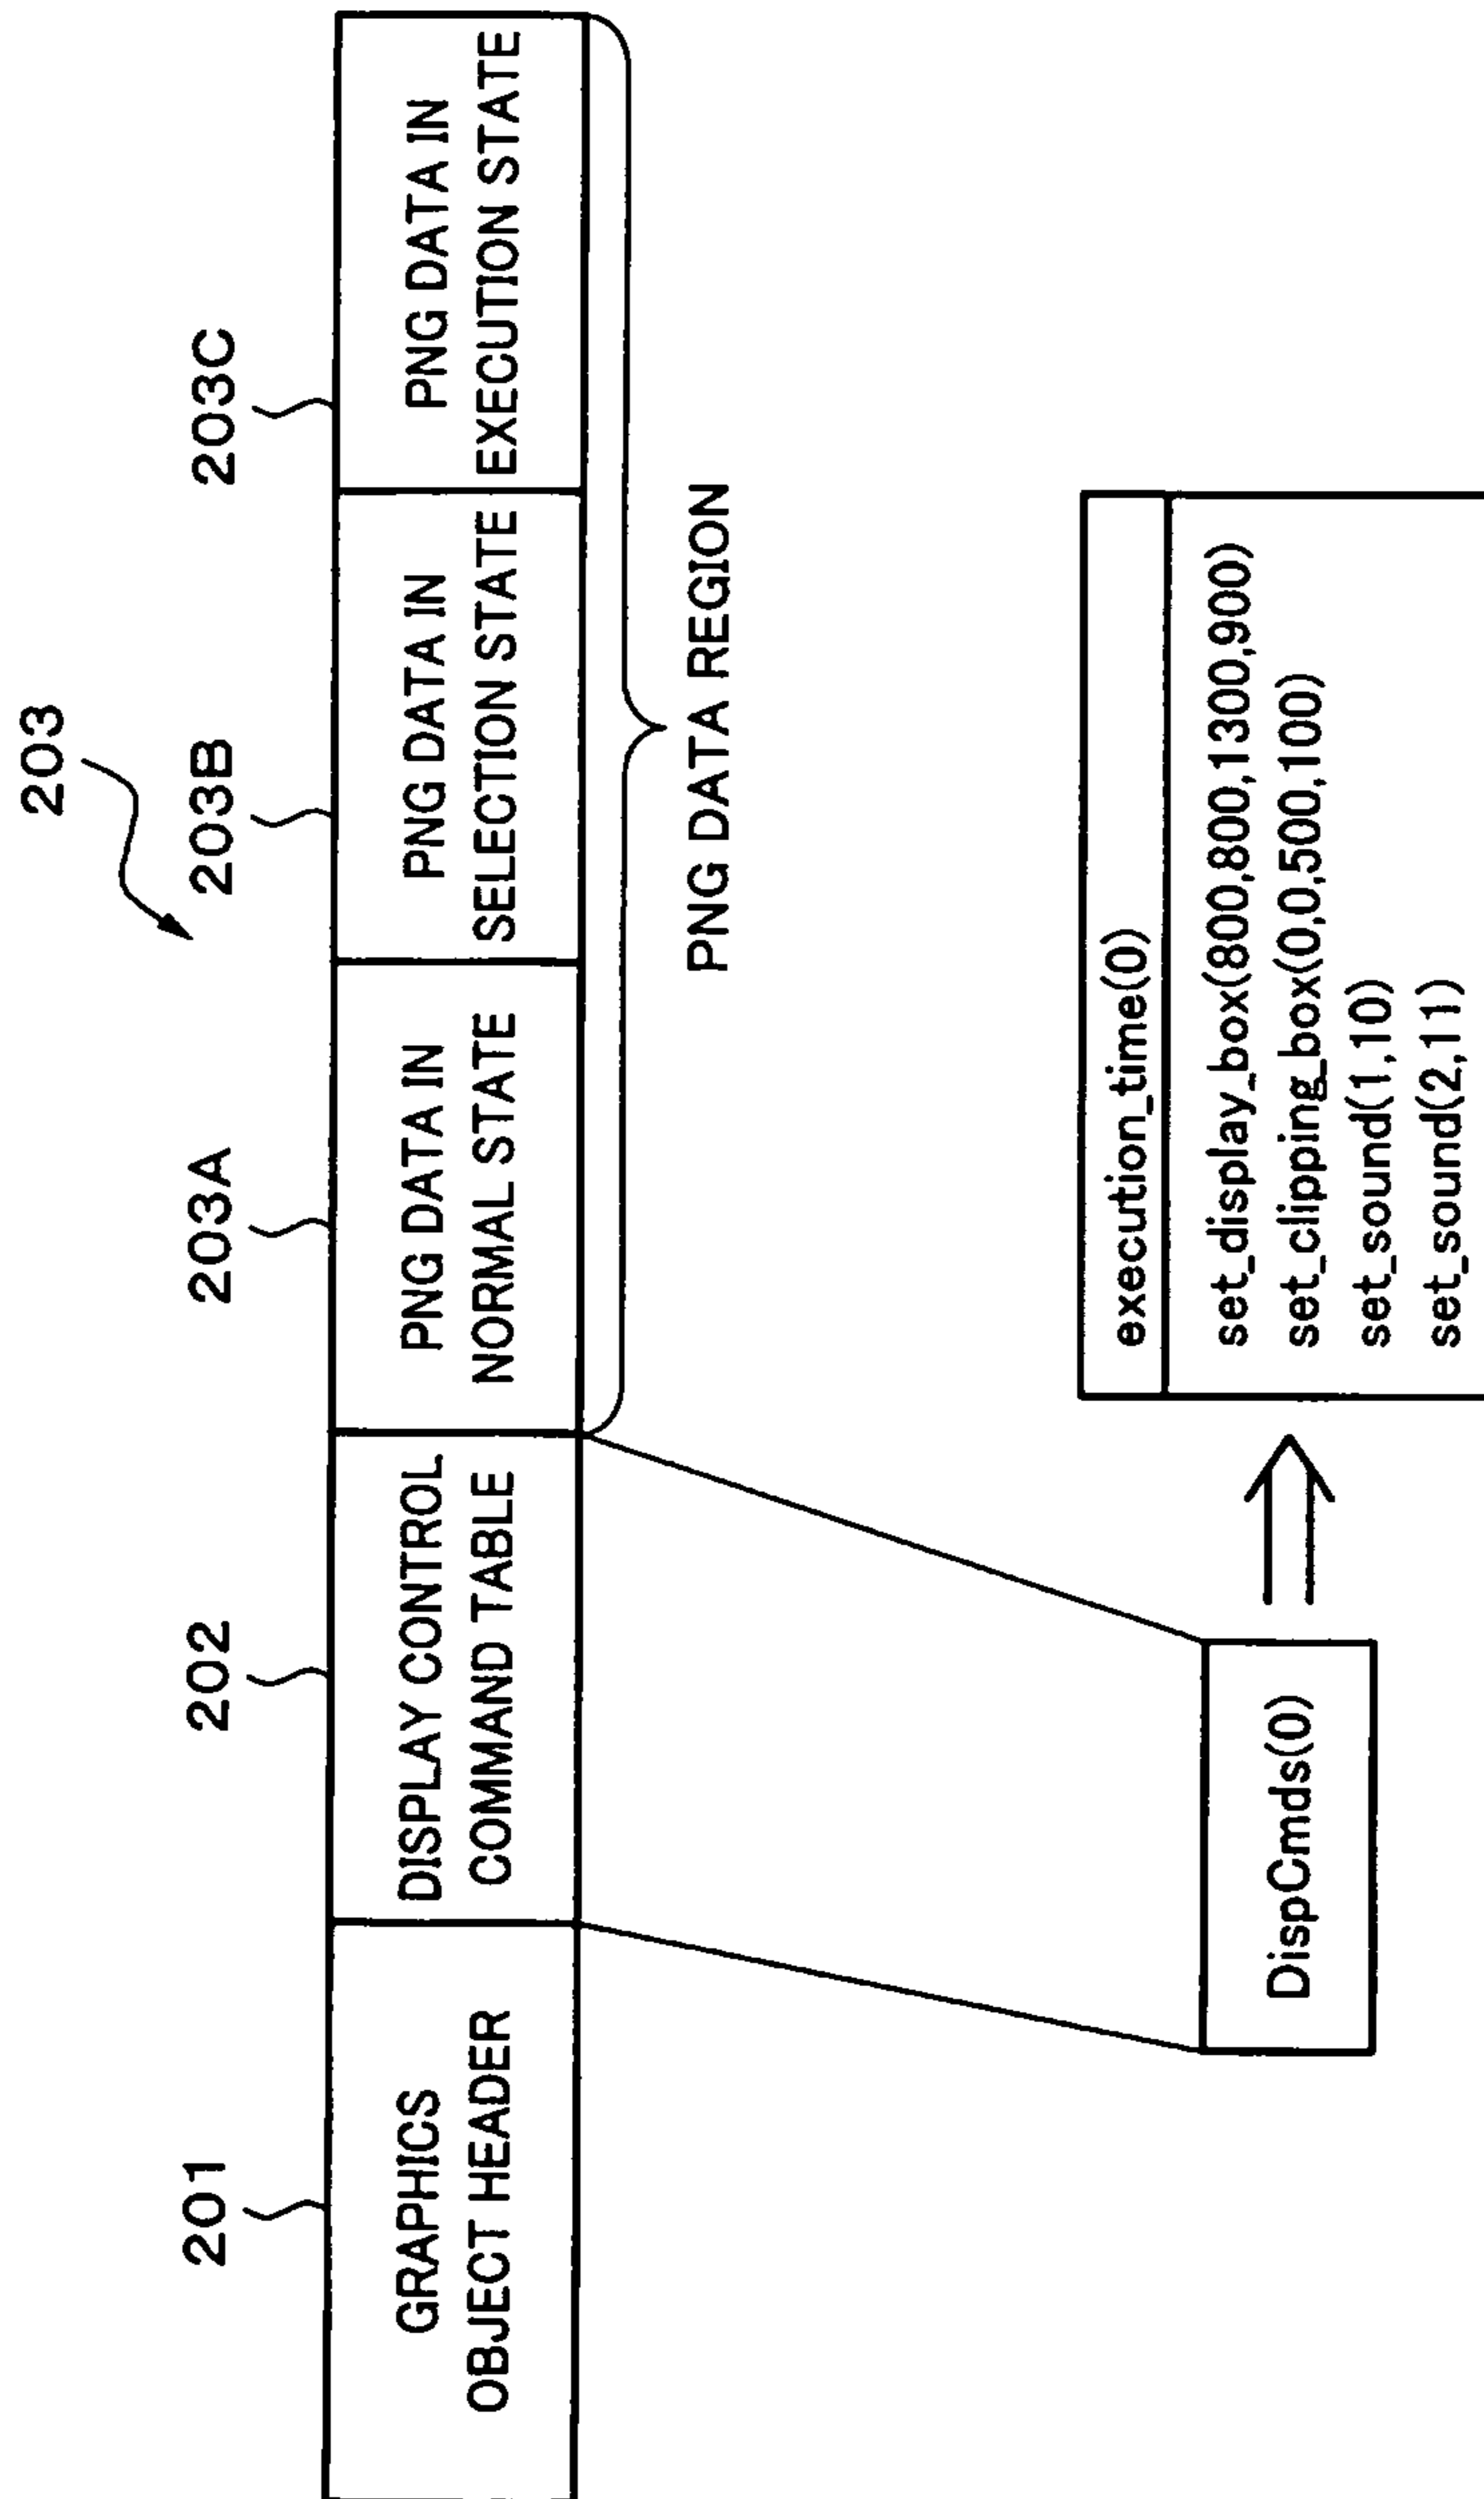 203
201
202
203A
203B
203C
GRAPHICS
OBJECT HEADER
DISPLAY CONTROL
COMMAND TABLE
PNG DATA IN
NORMAL STATE
PNG DATA IN
SELECTION STATE
PNG DATA IN
EXECUTION STATE
PNG DATA REGION
DispCmds(0)
execution_time(0)
set_display_box(800,800,1300,900)
set_clipping_box(0,0,500,100)
set_sound(1,10)
set_sound(2,11)